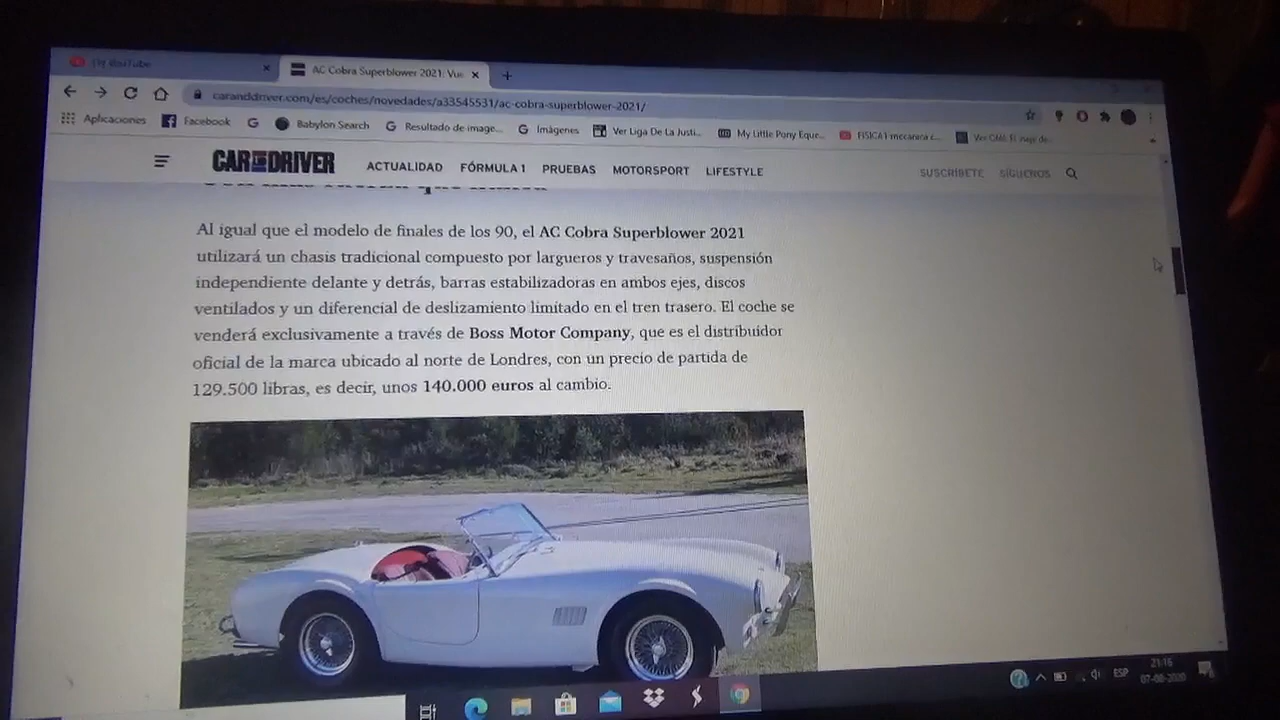 YouTube
AC Cobra Superblower 2021: Vue
caranddriver.com/es/coches/novedades/a33545531/ac-cobra-superblower-2021/
Aplicaciones Facebook Babylon Search Resultado de image... Imágenes Ver Liga De La Justi... My Little Pony Eque... FISICA 1 mecanica c...
CAR AND DRIVER ACTUALIDAD FÓRMULA 1 PRUEBAS MOTORSPORT LIFESTYLE SUSCRÍBETE SÍGUENOS
Al igual que el modelo de finales de los 90, el AC Cobra Superblower 2021
utilizará un chasis tradicional compuesto por largueros y travesaños, suspensión
independiente delante y detrás, barras estabilizadoras en ambos ejes, discos
ventilados y un diferencial de deslizamiento limitado en el tren trasero. El coche se
venderá exclusivamente a través de Boss Motor Company, que es el distribuidor
oficial de la marca ubicado al norte de Londres, con un precio de partida de
129.500 libras, es decir, unos 140.000 euros al cambio.
ESP
21:16
07-08-2020